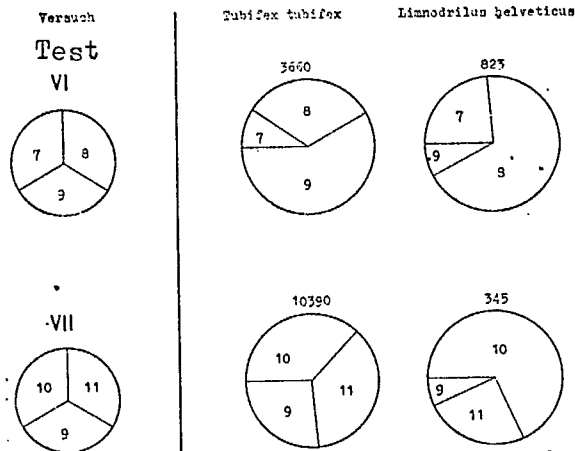 Versuch Tubifex tubifex Limnodrilus helveticus
Test
VI 3660 823
8 7
7 8 7
9 8
9 9
VII 10390 345
10 10
10 11 11 9
9 9 11